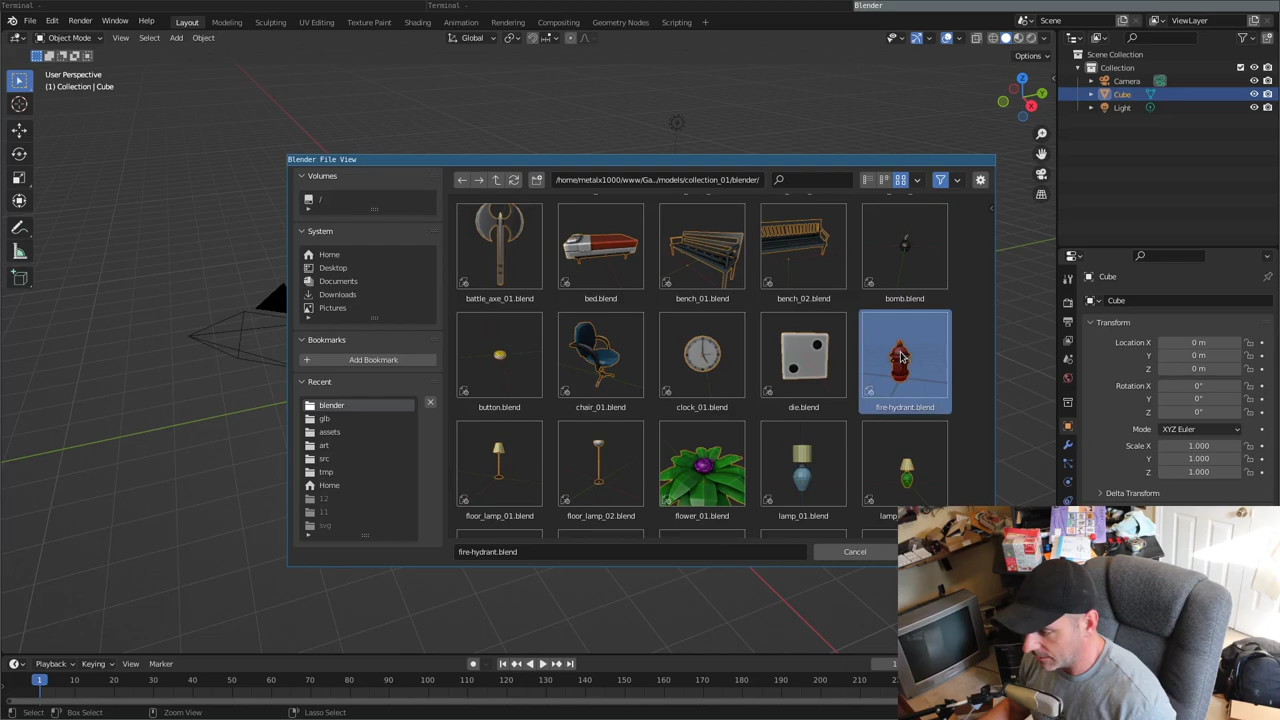 Terminal -
Terminal -
Blender
File Edit Render Window Help
Layout Modeling Sculpting UV Editing Texture Paint Shading Animation Rendering Compositing Geometry Nodes Scripting +
Scene
ViewLayer
Object Mode View Select Add Object
Global
Options
User Perspective
(1) Collection | Cube
Scene Collection
Collection
Camera
Cube
Light
Blender File View
Volumes
/
System
Home
Desktop
Documents
Downloads
Pictures
Bookmarks
+ Add Bookmark
Recent
blender
glb
assets
art
src
tmp
Home
12
11
svg
/home/metalx1000/www/Ga../models/collection_01/blender/
battle_axe_01.blend
bed.blend
bench_01.blend
bench_02.blend
bomb.blend
button.blend
chair_01.blend
clock_01.blend
die.blend
fire-hydrant.blend
floor_lamp_01.blend
floor_lamp_02.blend
flower_01.blend
lamp_01.blend
fire-hydrant.blend
Cancel
Cube
Cube
Transform
Location X 0 m
Y 0 m
Z 0 m
Rotation X 0°
Y 0°
Z 0°
Mode XYZ Euler
Scale X 1.000
Y 1.000
Z 1.000
Delta Transform
Playback Keying View Marker
1
1 10 20 30 40 50 60 70 80 90 100 110 120 130 140 150 160 170 180 190 200
Select Box Select Zoom View Lasso Select